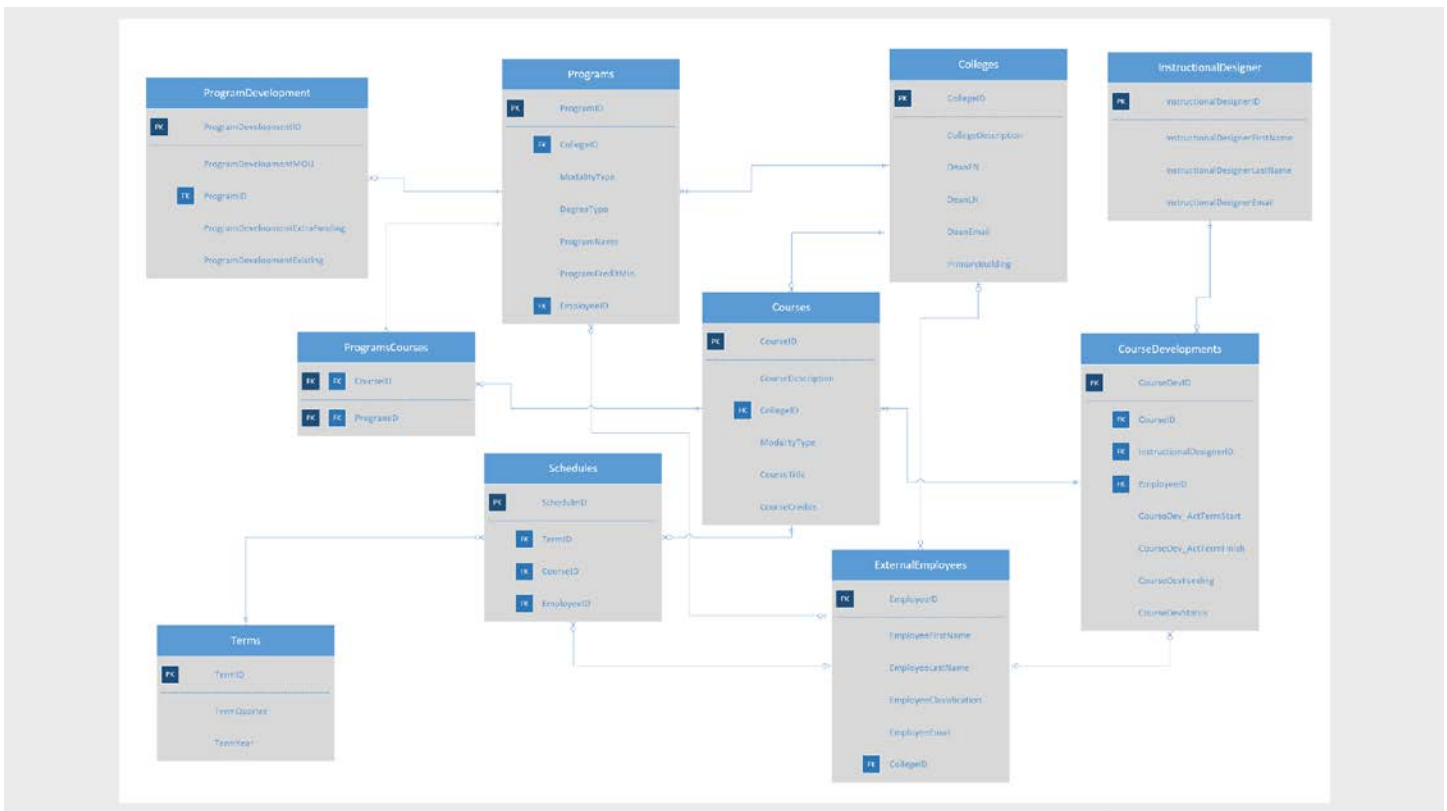 ProgramDevelopment
PK ProgramDevelopmentID
ProgramDevelopmentMOU
FK ProgramID
ProgramDevelopmentExtraFunding
ProgramDevelopmentExisting
Programs
PK ProgramID
FK CollegeID
ModalityType
DegreeType
ProgramName
ProgramCreditMin
FK EmployeeID
Colleges
PK CollegeID
CollegeDescription
DeanFN
DeanLN
DeanEmail
PrimaryBuilding
InstructionalDesigner
PK InstructionalDesignerID
InstructionalDesignerFirstName
InstructionalDesignerLastName
InstructionalDesignerEmail
ProgramsCourses
PK FK CourseID
PK FK ProgramID
Courses
PK CourseID
CourseDescription
FK CollegeID
ModalityType
CourseTitle
CourseCredits
CourseDevelopments
PK CourseDevID
FK CourseID
FK InstructionalDesignerID
FK EmployeeID
CourseDev_ActTermStart
CourseDev_ActTermFinish
CourseDevFunding
CourseDevStatus
Schedules
PK ScheduleID
FK TermID
FK CourseID
FK EmployeeID
ExternalEmployees
PK EmployeeID
EmployeeFirstName
EmployeeLastName
EmployeeClassification
EmployeeEmail
FK CollegeID
Terms
PK TermID
TermQuarter
TermYear